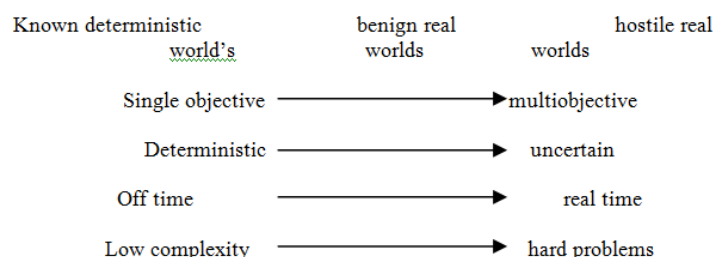 Known deterministic benign real hostile real
world's worlds worlds
Single objective multiobjective
Deterministic uncertain
Off time real time
Low complexity hard problems